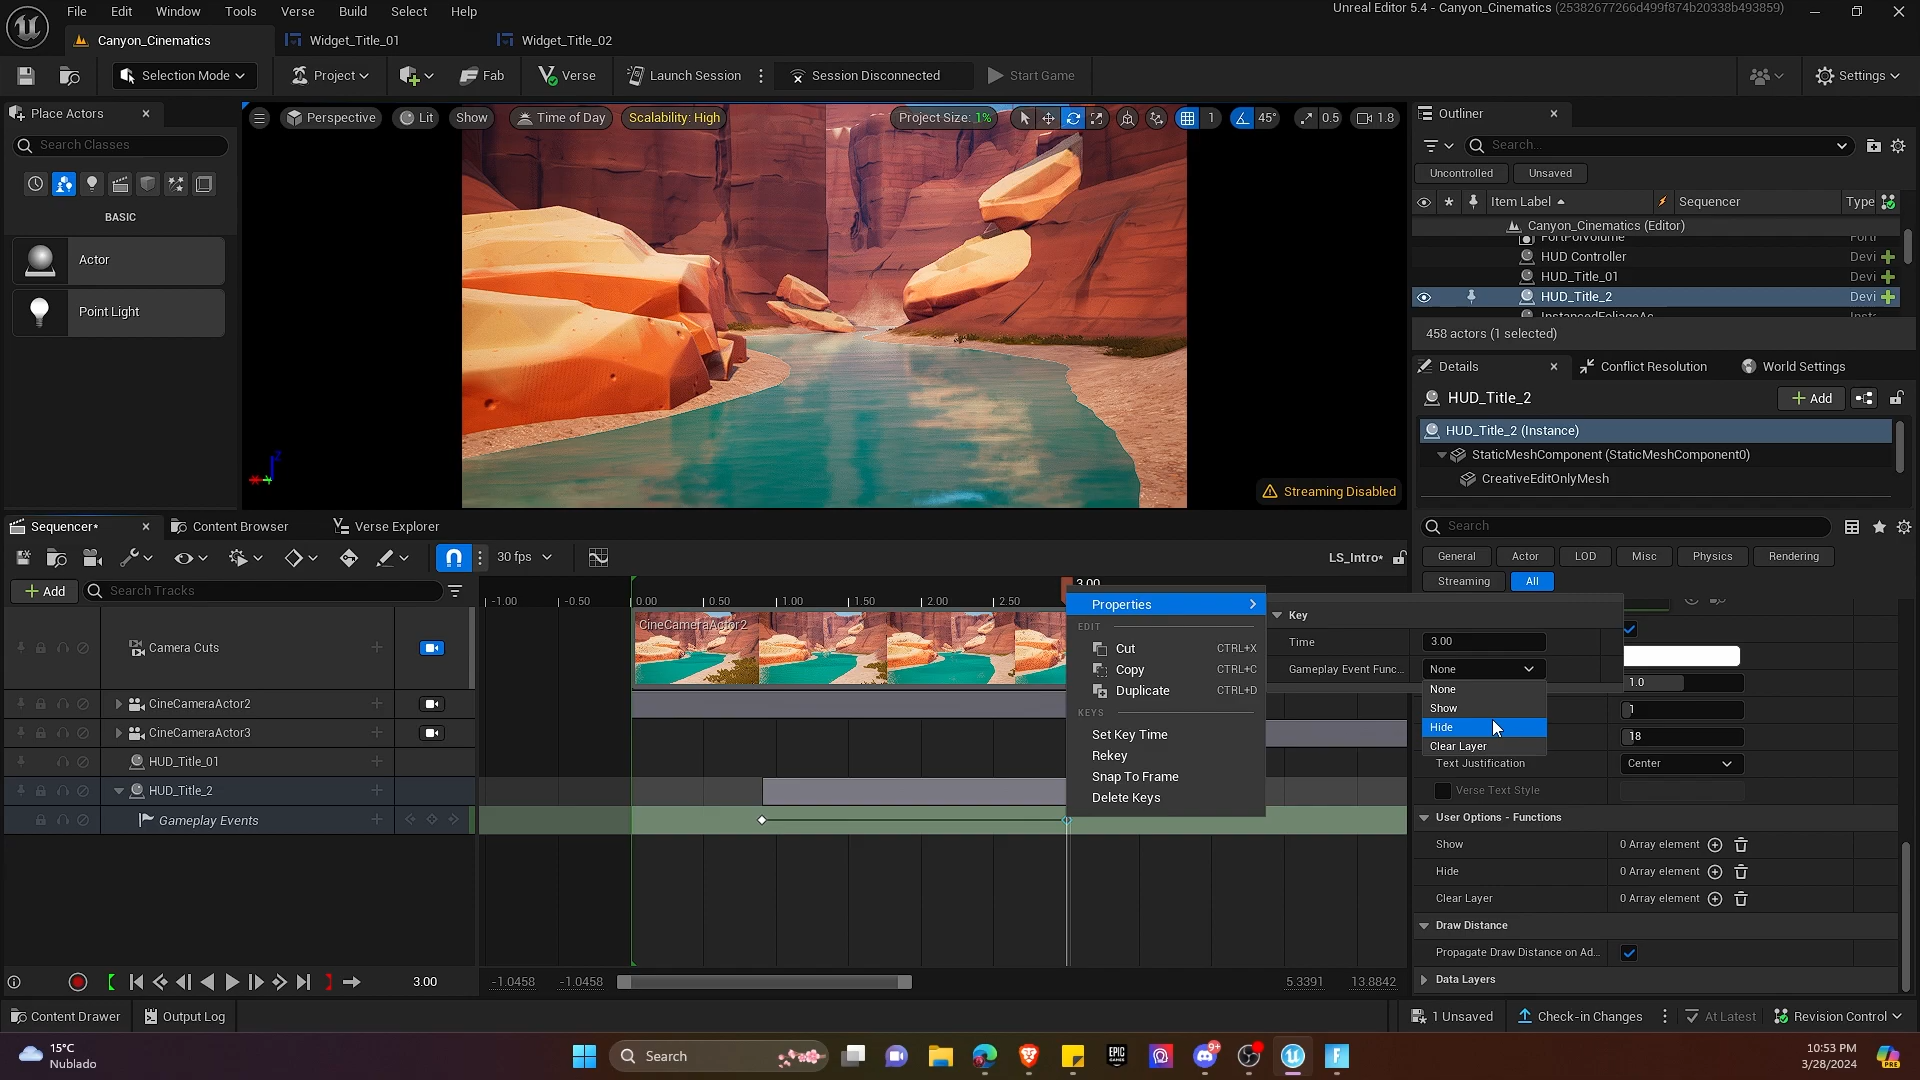 File Edit Window Tools Verse Build Select Help
Unreal Editor 5.4 - Canyon_Cinematics (25382677266d499f874b20338b493859)
Canyon_Cinematics
Widget_Title_01
Widget_Title_02
Selection Mode
Project
Fab
Verse
Launch Session
Session Disconnected
Start Game
Settings
Place Actors
Search Classes
BASIC
Actor
Point Light
Perspective
Lit
Show
Time of Day
Scalability: High
Project Size: 1%
1
45°
0.5
1.8
Streaming Disabled
Outliner
Search...
Uncontrolled
Unsaved
Item Label
Sequencer
Type
Canyon_Cinematics (Editor)
HUD Controller Devi
HUD_Title_01 Devi
HUD_Title_2 Devi
458 actors (1 selected)
Details
Conflict Resolution
World Settings
HUD_Title_2
Add
HUD_Title_2 (Instance)
StaticMeshComponent (StaticMeshComponent0)
CreativeEditOnlyMesh
Search
General
Actor
LOD
Misc
Physics
Rendering
Streaming
All
1.0
1
18
Text Justification Center
Verse Text Style
User Options - Functions
Show 0 Array element
Hide 0 Array element
Clear Layer 0 Array element
Draw Distance
Propagate Draw Distance on Ad...
Data Layers
Sequencer*
Content Browser
Verse Explorer
30 fps
LS_Intro*
Add
Search Tracks
-1.00 -0.50 0.00 0.50 1.00 1.50 2.00 2.50 3.00
CineCameraActor2
Camera Cuts
CineCameraActor2
CineCameraActor3
HUD_Title_01
HUD_Title_2
Gameplay Events
Properties
EDIT
Cut CTRL+X
Copy CTRL+C
Duplicate CTRL+D
KEYS
Set Key Time
Rekey
Snap To Frame
Delete Keys
Key
Time 3.00
Gameplay Event Func... None
None
Show
Hide
Clear Layer
3.00
-1.0458 -1.0458 5.3391 13.8842
Content Drawer
Output Log
1 Unsaved
Check-in Changes
At Latest
Revision Control
15°C
Nublado
Search
EPIC
GAMES
9+
PRE
10:53 PM
3/28/2024